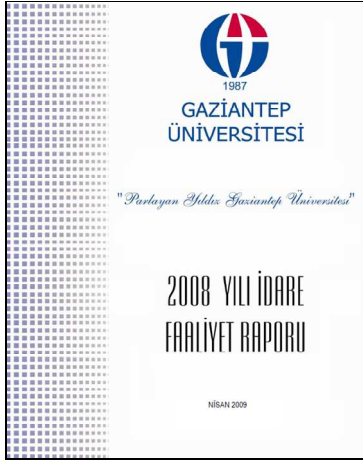 1987
GAZİANTEP
ÜNİVERSİTESİ
"Parlayan Yıldız Gaziantep Üniversitesi"
2008 YILI İDARE
FAALİYET RAPORU
NİSAN 2009